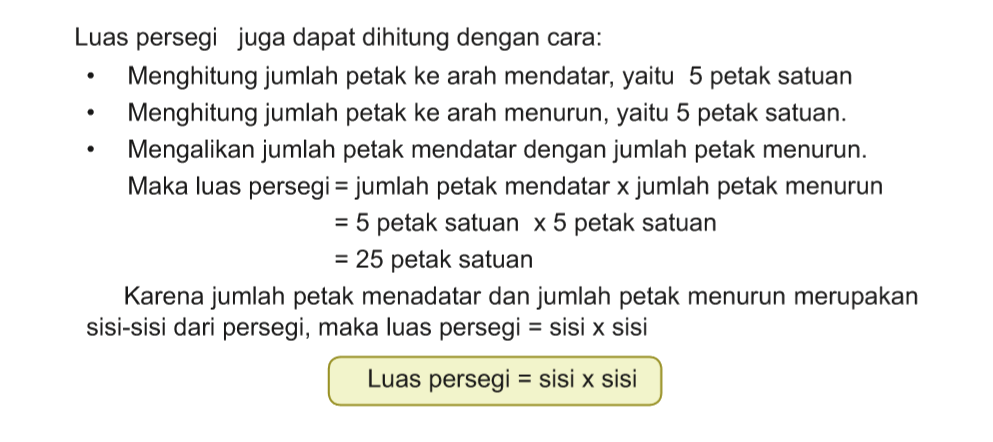 Luas persegi juga dapat dihitung dengan cara:
• Menghitung jumlah petak ke arah mendatar, yaitu 5 petak satuan
• Menghitung jumlah petak ke arah menurun, yaitu 5 petak satuan.
• Mengalikan jumlah petak mendatar dengan jumlah petak menurun.
Maka luas persegi = jumlah petak mendatar x jumlah petak menurun
= 5 petak satuan x 5 petak satuan
= 25 petak satuan
Karena jumlah petak menadatar dan jumlah petak menurun merupakan
sisi-sisi dari persegi, maka luas persegi = sisi x sisi
Luas persegi = sisi x sisi